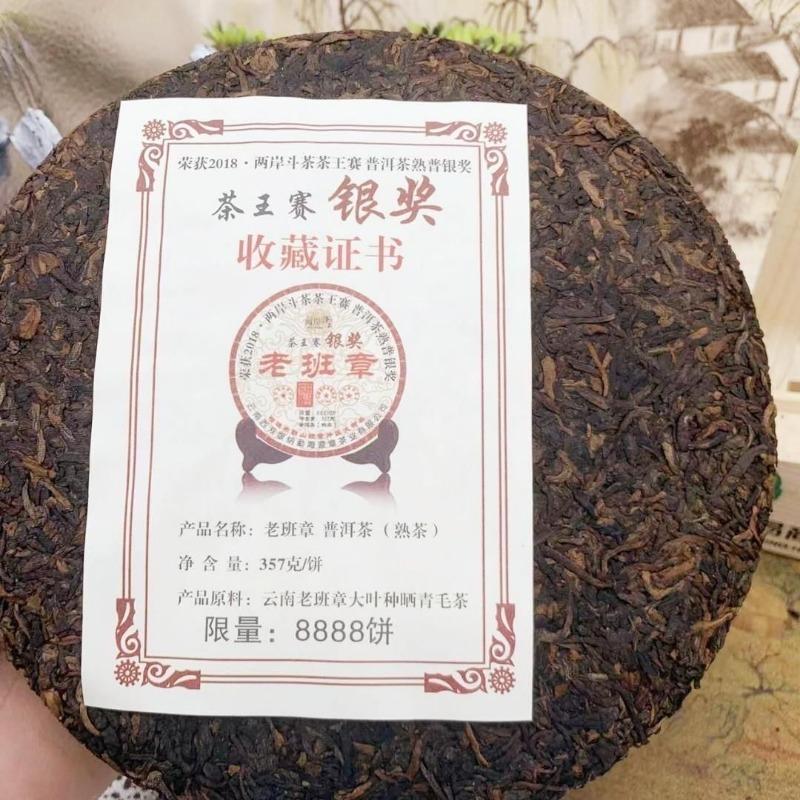 荣获2018·两岸斗茶茶王赛 普洱茶熟普银奖
茶王赛 银奖
收藏证书
荣获2018·两岸斗茶茶王赛 普洱茶熟普银奖
茶王赛 银奖
老班章
产品名称：老班章 普洱茶（熟茶）
净 含 量：357克/饼
产品原料：云南老班章大叶种晒青毛茶
限量：8888饼